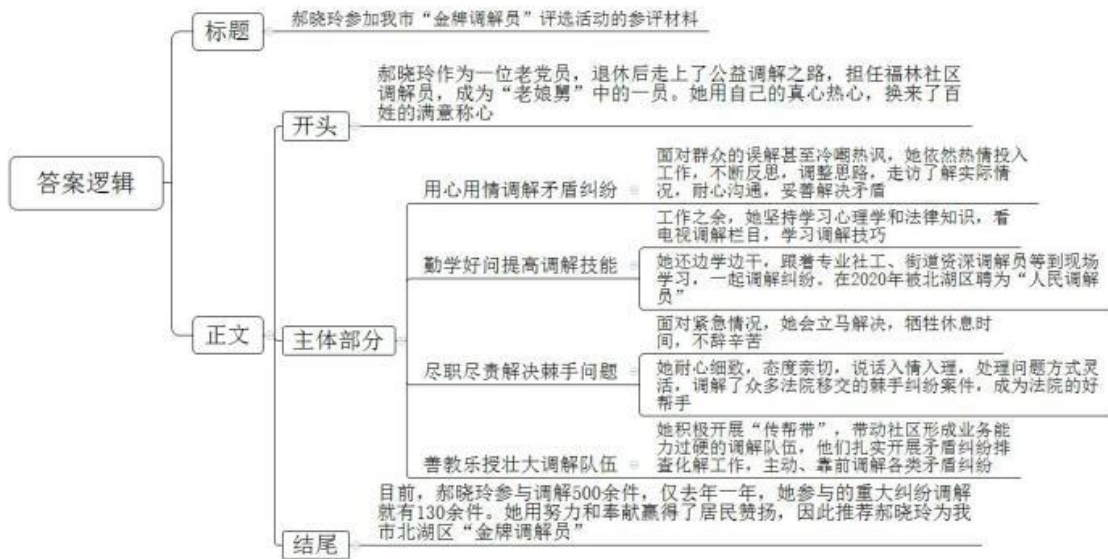 标题
郝晓玲参加我市“金牌调解员”评选活动的参评材料
答案逻辑
正文
开头
郝晓玲作为一位老党员，退休后走上了公益调解之路，担任福林社区
调解员，成为“老娘舅”中的一员。她用自己的真心热心，换来了百
姓的满意称心
主体部分
用心用情调解矛盾纠纷
面对群众的误解甚至冷嘲热讽，她依然热情投入
工作，不断反思，调整思路，走访了解实际情
况，耐心沟通，妥善解决矛盾
勤学好问提高调解技能
工作之余，她坚持学习心理学和法律知识，看
电视调解栏目，学习调解技巧
她还边学边干，跟着专业社工、街道资深调解员等到现场
学习，一起调解纠纷。在2020年被北湖区聘为“人民调解
员”
尽职尽责解决棘手问题
面对紧急情况，她会立马解决，牺牲休息时
间，不辞辛苦
她耐心细致，态度亲切，说话入情入理，处理问题方式灵
活，调解了众多法院移交的棘手纠纷案件，成为法院的好
帮手
善教乐授壮大调解队伍
她积极开展“传帮带”，带动社区形成业务能
力过硬的调解队伍，他们扎实开展矛盾纠纷排
查化解工作，主动、靠前调解各类矛盾纠纷
结尾
目前，郝晓玲参与调解500余件，仅去年一年，她参与的重大纠纷调解
就有130余件。她用努力和奉献赢得了居民赞扬，因此推荐郝晓玲为我
市北湖区“金牌调解员”